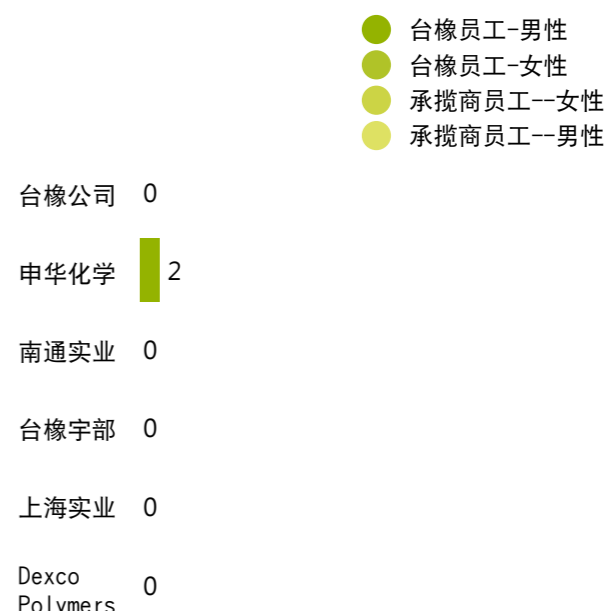 台橡员工-男性
台橡员工-女性
承揽商员工--女性
承揽商员工--男性
台橡公司 0
申华化学 2
南通实业 0
台橡宇部 0
上海实业 0
Dexco
Polymers 0